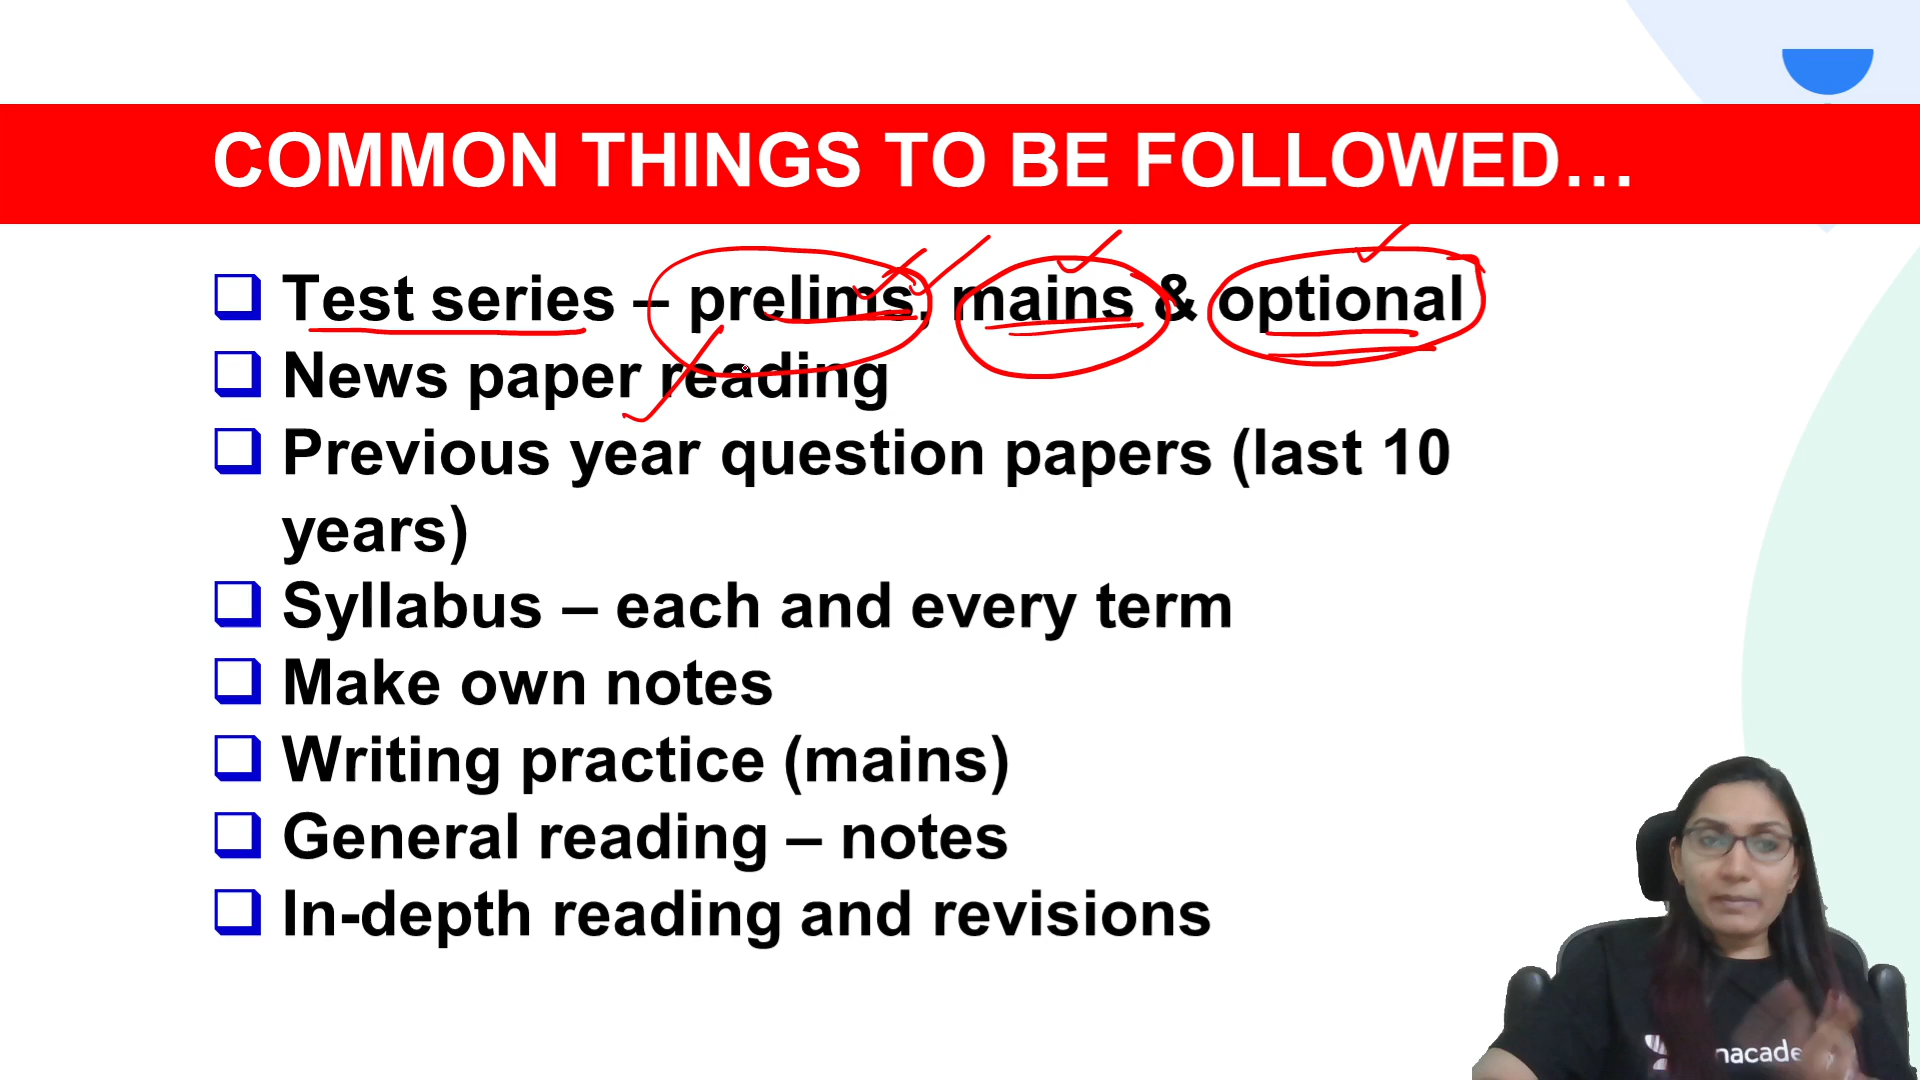 COMMON THINGS TO BE FOLLOWED...
Test series – prelims, mains & optional
News paper reading
Previous year question papers (last 10
years)
Syllabus – each and every term
Make own notes
Writing practice (mains)
General reading – notes
In-depth reading and revisions
nacade